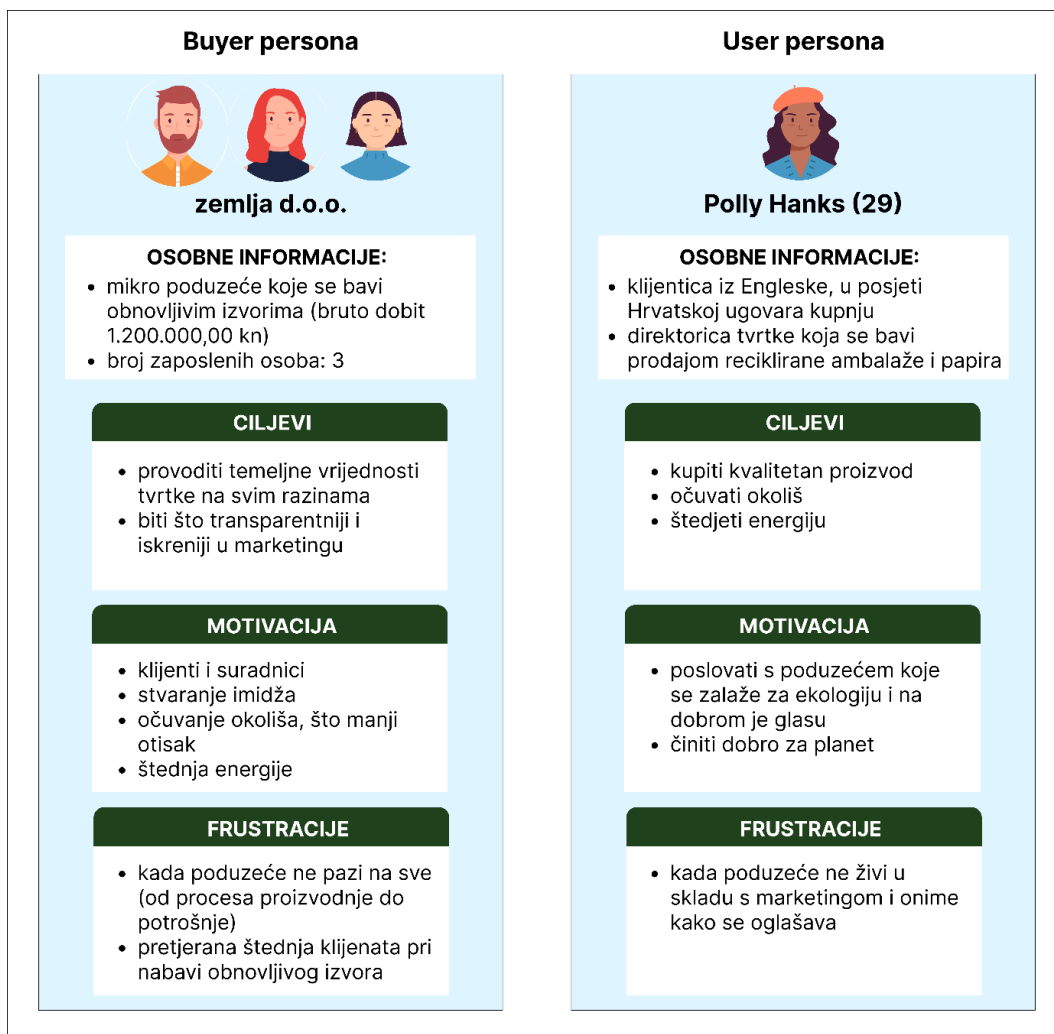 Buyer persona
zemlja d.o.o.
OSOBNE INFORMACIJE:
• mikro poduzeće koje se bavi
obnovljivim izvorima (bruto dobit
1.200.000,00 kn)
• broj zaposlenih osoba: 3
CILJEVI
• provoditi temeljne vrijednosti
tvrtke na svim razinama
• biti što transparentniji i
iskreniji u marketingu
MOTIVACIJA
• klijenti i suradnici
• stvaranje imidža
• očuvanje okoliša, što manji
otisak
• štednja energije
FRUSTRACIJE
• kada poduzeće ne pazi na sve
(od procesa proizvodnje do
potrošnje)
• pretjerana štednja klijenata pri
nabavi obnovljivog izvora
User persona
Polly Hanks (29)
OSOBNE INFORMACIJE:
• klijentica iz Engleske, u posjeti
Hrvatskoj ugovara kupnju
• direktorica tvrtke koja se bavi
prodajom reciklirane ambalaže i papira
CILJEVI
• kupiti kvalitetan proizvod
• očuvati okoliš
• štedjeti energiju
MOTIVACIJA
• poslovati s poduzećem koje
se zalaže za ekologiju i na
dobrom je glasu
• činiti dobro za planet
FRUSTRACIJE
• kada poduzeće ne živi u
skladu s marketingom i onime
kako se oglašava